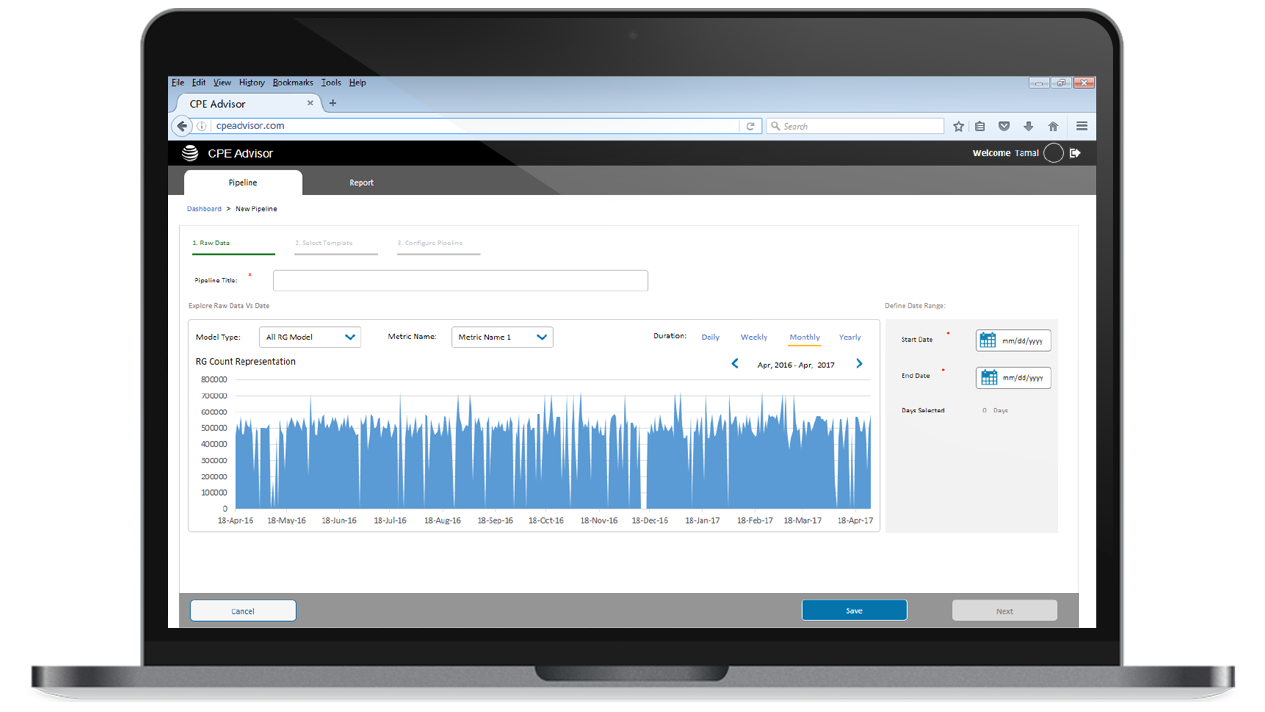 File Edit View History Bookmarks Tools Help
CPE Advisor
cpeadvisor.com
Search
CPE Advisor
Welcome Tamal
Pipeline Report
Dashboard > New Pipeline
1. Raw Data 2. Select Template 3. Configure Pipeline
Pipeline Title: *
Explore Raw Data Vs Date
Define Date Range:
Model Type: All RG Model Metric Name: Metric Name 1 Duration: Daily Weekly Monthly Yearly
Start Date * mm/dd/yyyy
RG Count Representation
Apr, 2016 - Apr, 2017
End Date * mm/dd/yyyy
Days Selected 0 Days
800000
700000
600000
500000
400000
300000
200000
100000
0
18-Apr-16 18-May-16 18-Jun-16 18-Jul-16 18-Aug-16 18-Sep-16 18-Oct-16 18-Nov-16 18-Dec-16 18-Jan-17 18-Feb-17 18-Mar-17 18-Apr-17
Cancel Save Next